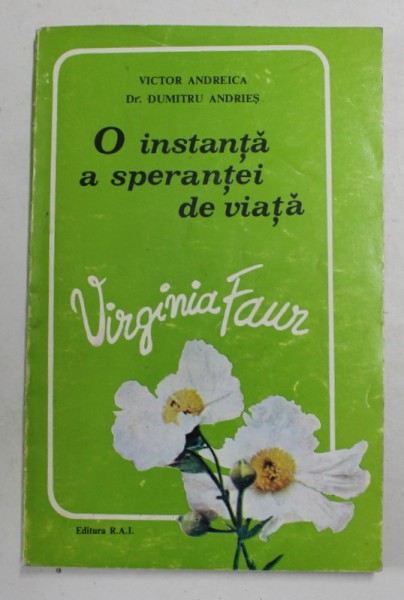 VICTOR ANDREICA
Dr. DUMITRU ANDRIEȘ
O instanță
a speranței
de viață
Virginia Faur
Editura R.A.I.